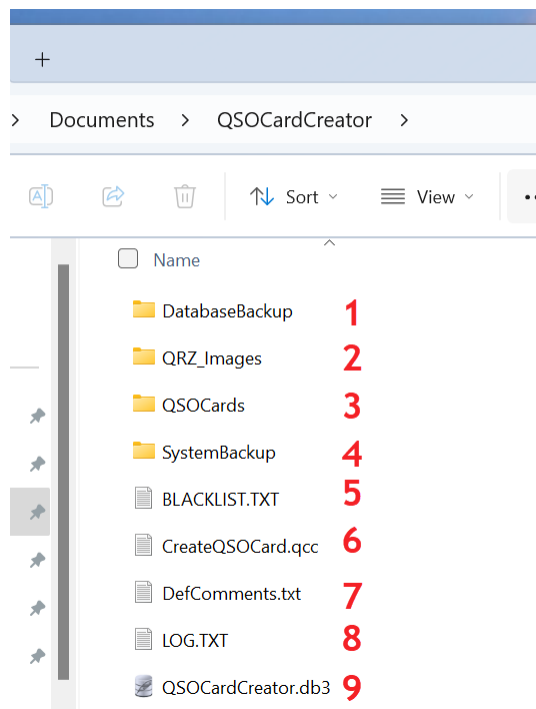 +
> Documents > QSOCardCreator >
Sort View
Name
DatabaseBackup 1
QRZ_Images 2
QSOCards 3
SystemBackup 4
BLACKLIST.TXT 5
CreateQSOCard.qcc 6
DefComments.txt 7
LOG.TXT 8
QSOCardCreator.db3 9